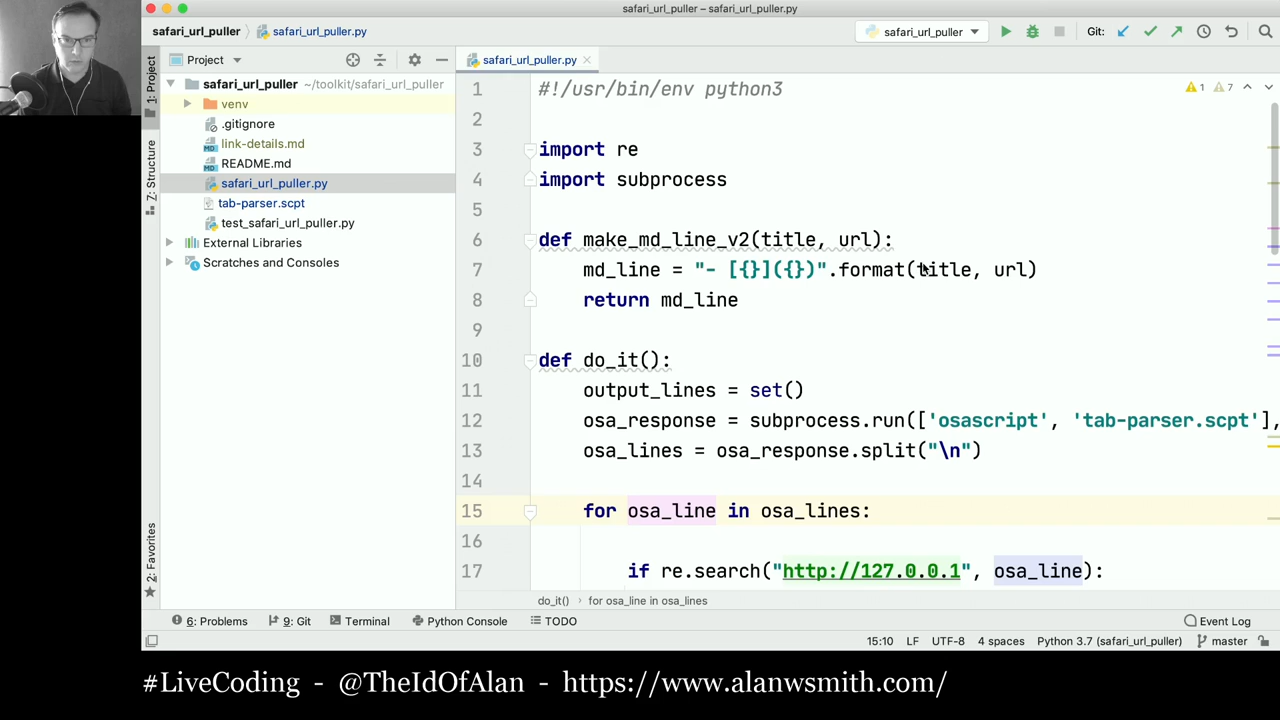 safari_url_puller – safari_url_puller.py
safari_url_puller
safari_url_puller.py
safari_url_puller
Git:
1: Project
Project
safari_url_puller ~/toolkit/safari_url_puller
venv
.gitignore
link-details.md
README.md
safari_url_puller.py
tab-parser.scpt
test_safari_url_puller.py
External Libraries
Scratches and Consoles
Z: Structure
2: Favorites
safari_url_puller.py
1 7
1 #!/usr/bin/env python3
2
3 import re
4 import subprocess
5
6 def make_md_line_v2(title, url):
7 md_line = "- [{}]({})".format(title, url)
8 return md_line
9
10 def do_it():
11 output_lines = set()
12 osa_response = subprocess.run(['osascript', 'tab-parser.scpt'],
13 osa_lines = osa_response.split("\n")
14
15 for osa_line in osa_lines:
16
17 if re.search("http://127.0.0.1", osa_line):
do_it() › for osa_line in osa_lines
6: Problems 9: Git Terminal Python Console TODO Event Log
15:10 LF UTF-8 4 spaces Python 3.7 (safari_url_puller) master
#LiveCoding - @TheIdOfAlan - https://www.alanwsmith.com/